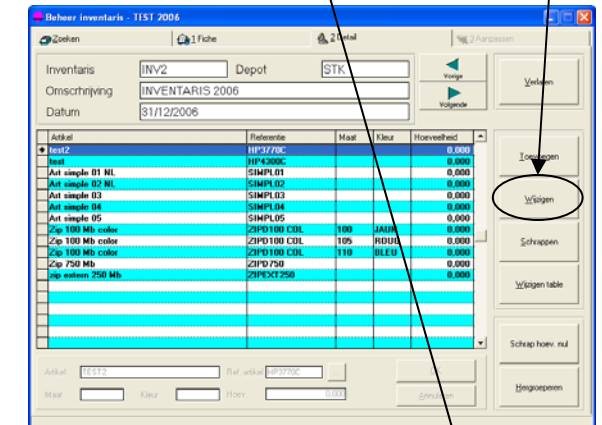 Beheer inventaris - TEST 2006
Zoeken 1 Fiche 2 Detail 2 Aanpassen
Inventaris INV2 Depot STK
Omschrijving INVENTARIS 2006
Datum 31/12/2006
Vorige
Volgende
Verlaten
Artikel Referentie Maat Kleur Hoeveelheid
test2 HP3770C 0,000
test HP4300C 0,000
Art simple 01 NL SIMPL01 0,000
Art simple 02 NL SIMPL02 0,000
Art simple 03 SIMPL03 0,000
Art simple 04 SIMPL04 0,000
Art simple 05 SIMPL05 0,000
Zip 100 Mb color ZIPD100 COL 100 JAUN 0,000
Zip 100 Mb color ZIPD100 COL 105 ROUG 0,000
Zip 100 Mb color ZIPD100 COL 110 BLEU 0,000
Zip 750 Mb ZIPD750 0,000
zip extern 250 Mb ZIPEXT250 0,000
Toevoegen
Wijzigen
Schrappen
Wijzigen table
Schrap hoev. nul
Hergroeperen
Artikel TEST2 Ref. artikel HP3770C
Maat Kleur Hoev. 0,000 Annuleren